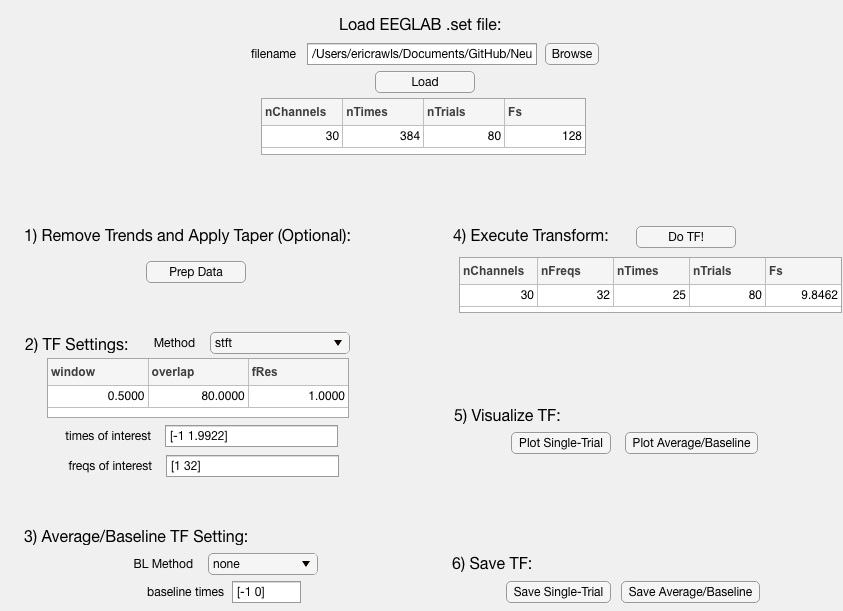 Load EEGLAB .set file:
filename /Users/ericrawls/Documents/GitHub/Neu Browse
Load
nChannels nTimes nTrials Fs
30 384 80 128
1) Remove Trends and Apply Taper (Optional):
Prep Data
2) TF Settings: Method stft
window overlap fRes
0.5000 80.0000 1.0000
times of interest [-1 1.9922]
freqs of interest [1 32]
3) Average/Baseline TF Setting:
BL Method none
baseline times [-1 0]
4) Execute Transform: Do TF!
nChannels nFreqs nTimes nTrials Fs
30 32 25 80 9.8462
5) Visualize TF:
Plot Single-Trial Plot Average/Baseline
6) Save TF:
Save Single-Trial Save Average/Baseline